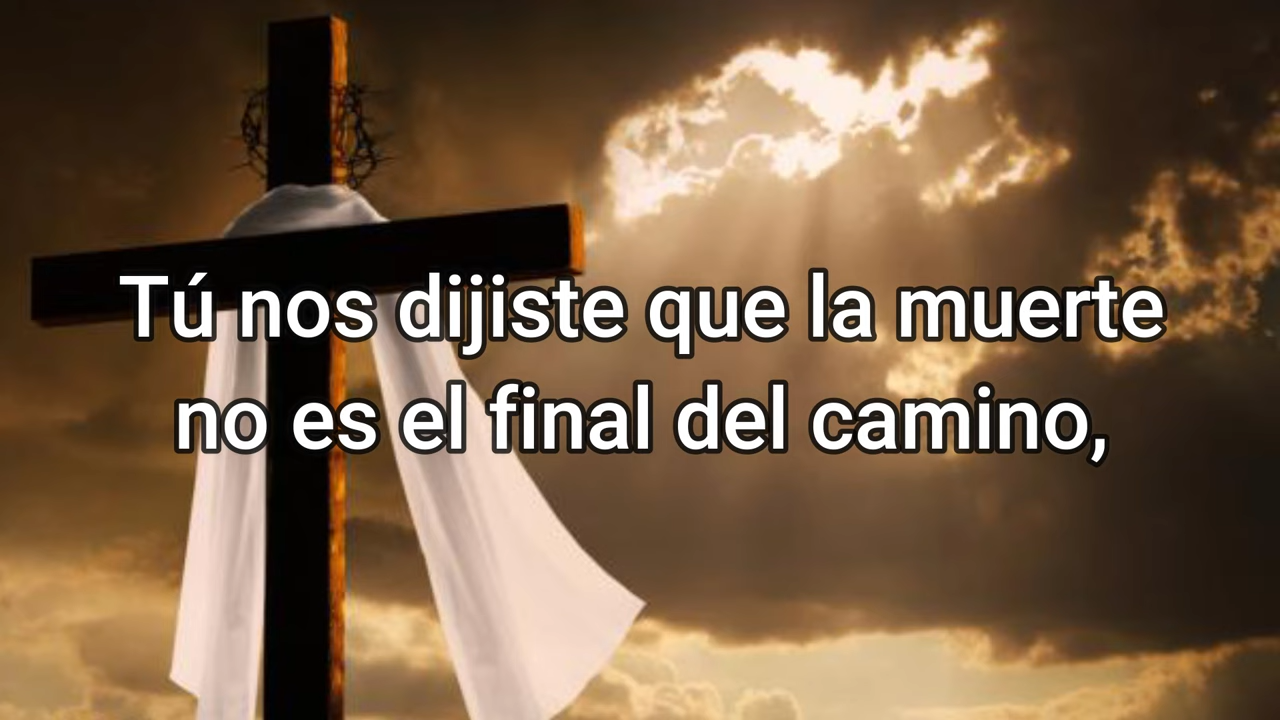 Tú nos dijiste que la muerte
no es el final del camino,